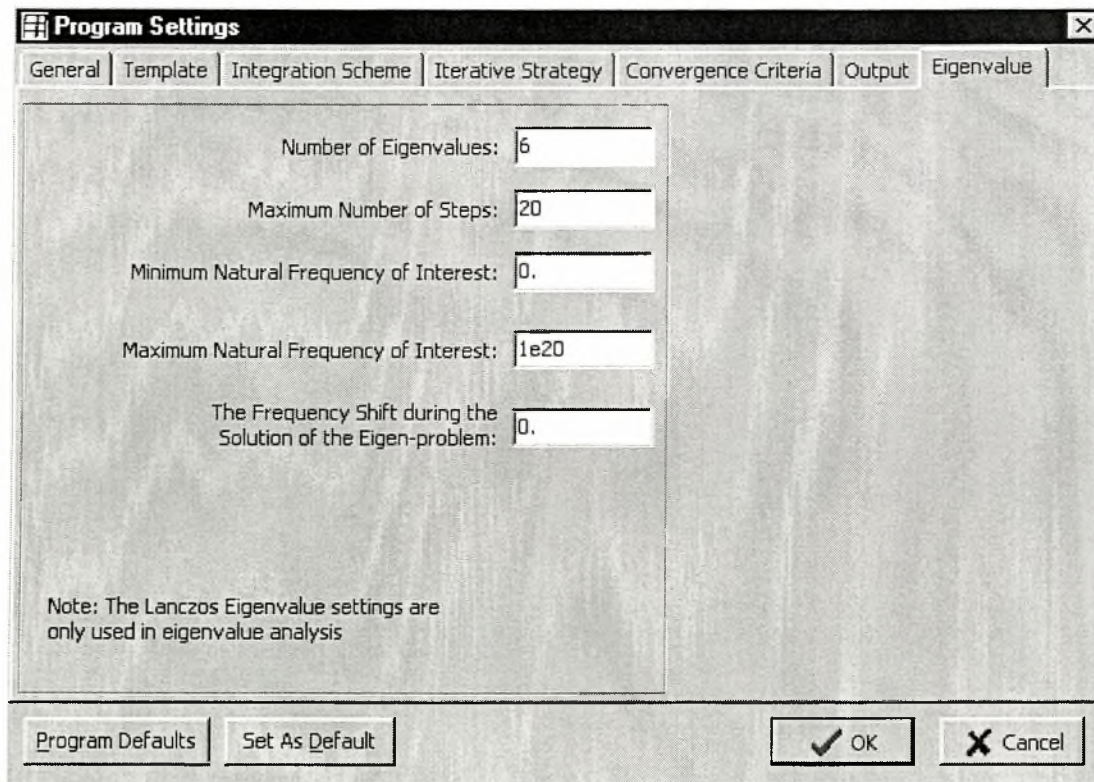 Program Settings
General Template Integration Scheme Iterative Strategy Convergence Criteria Output Eigenvalue
Number of Eigenvalues: 6
Maximum Number of Steps: 20
Minimum Natural Frequency of Interest: 0.
Maximum Natural Frequency of Interest: 1e20
The Frequency Shift during the
Solution of the Eigen-problem: 0.
Note: The Lanczos Eigenvalue settings are
only used in eigenvalue analysis
Program Defaults Set As Default OK Cancel